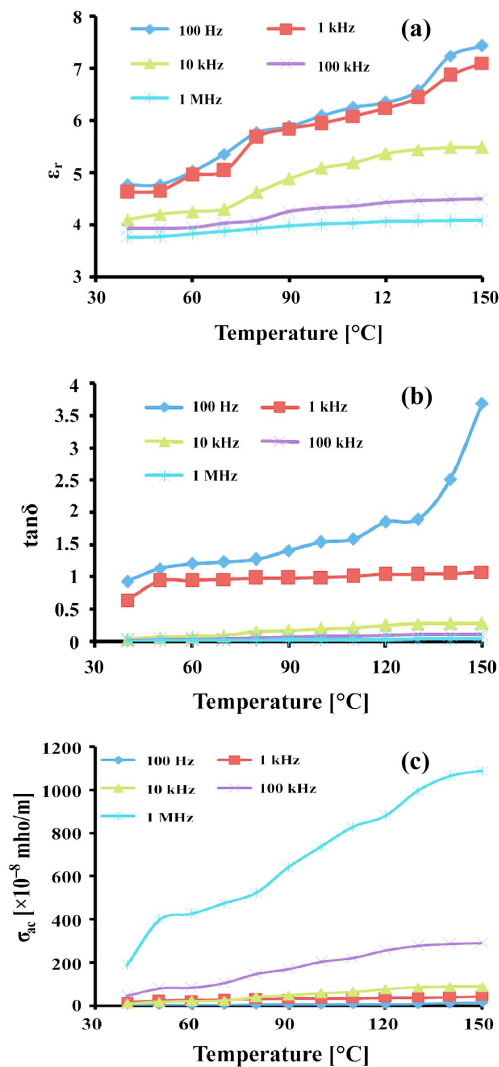 (a)
100 Hz
1 kHz
10 kHz
100 kHz
1 MHz
8
7
6
5
4
3
εr
30
60
90
12
150
Temperature [°C]
(b)
100 Hz
1 kHz
10 kHz
100 kHz
1 MHz
4
3.5
3
2.5
2
1.5
1
0.5
0
tanδ
30
60
90
120
150
Temperature [°C]
(c)
100 Hz
1 kHz
10 kHz
100 kHz
1 MHz
1200
1000
800
600
400
200
0
σac [×10⁻⁸ mho/m]
30
60
90
120
150
Temperature [°C]